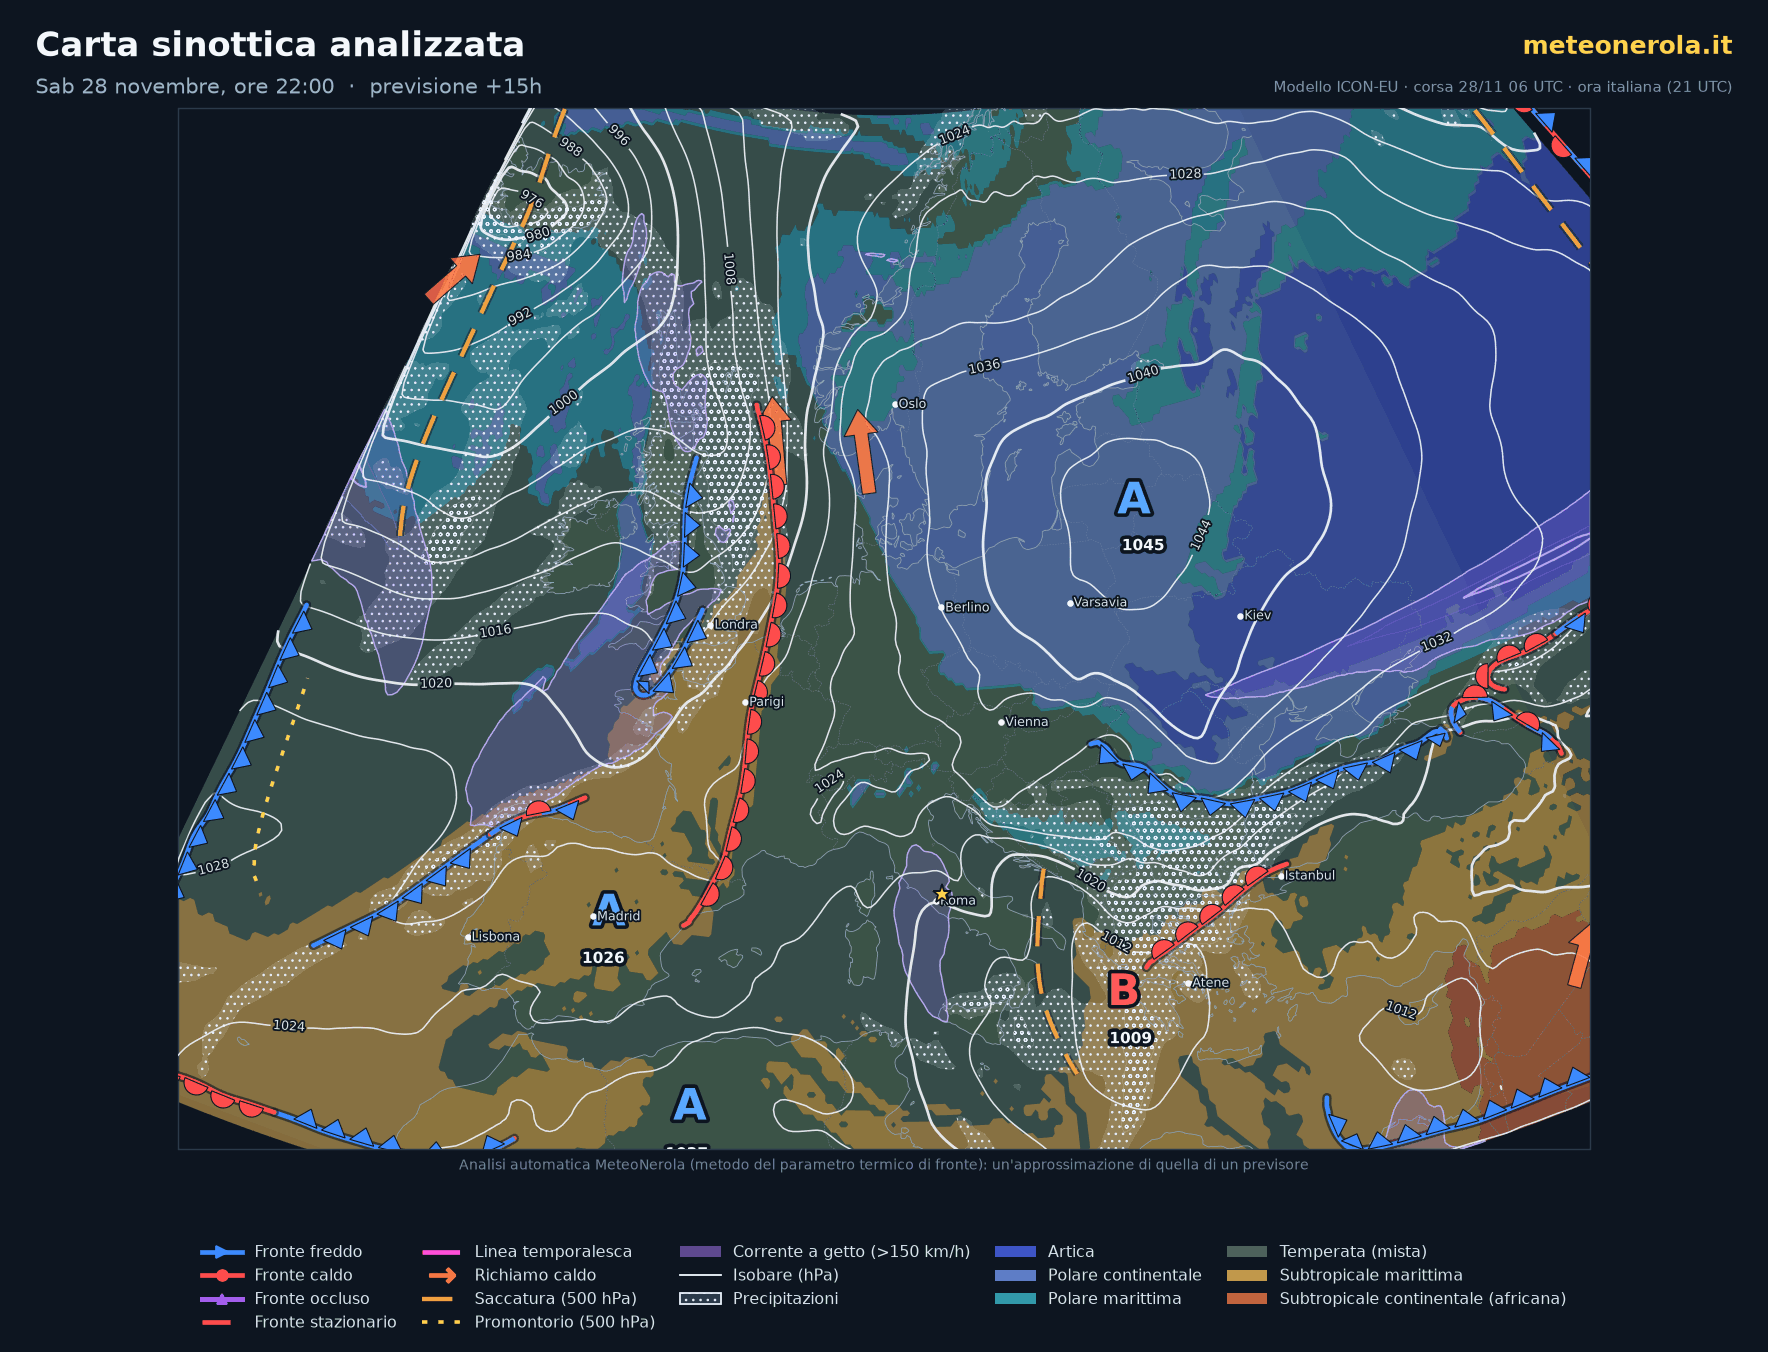 Carta sinottica analizzata
meteonerola.it
Sab 28 novembre, ore 22:00 · previsione +15h
Modello ICON-EU · corsa 28/11 06 UTC · ora italiana (21 UTC)
996
988
1024
1028
976
980
984
1008
992
1036
1040
1000
Oslo
A
1045
1044
Berlino
Varsavia
Kiev
Londra
1016
1032
1020
Parigi
Vienna
1024
1028
1020
Istanbul
Roma
A
Madrid
1026
Lisbona
1012
Atene
B
1009
1012
1024
A
Analisi automatica MeteoNerola (metodo del parametro termico di fronte): un'approssimazione di quella di un previsore
Fronte freddo
Linea temporalesca
Corrente a getto (>150 km/h)
Artica
Temperata (mista)
Fronte caldo
Richiamo caldo
Isobare (hPa)
Polare continentale
Subtropicale marittima
Fronte occluso
Saccatura (500 hPa)
Precipitazioni
Polare marittima
Subtropicale continentale (africana)
Fronte stazionario
Promontorio (500 hPa)